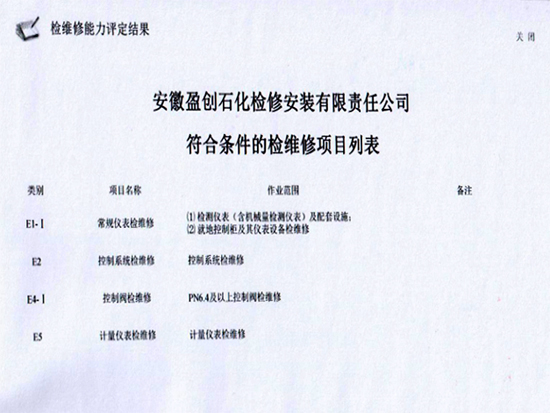 检维修能力评定结果
关 闭
安徽盈创石化检修安装有限责任公司
符合条件的检维修项目列表
类别 项目名称 作业范围 备注
E1-Ⅰ 常规仪表检维修 ⑴ 检测仪表（含机械量检测仪表）及配套设施；
⑵ 就地控制柜及其仪表设备检维修
E2 控制系统检维修 控制系统检维修
E4-Ⅰ 控制阀检维修 PN6.4及以上控制阀检维修
E5 计量仪表检维修 计量仪表检维修